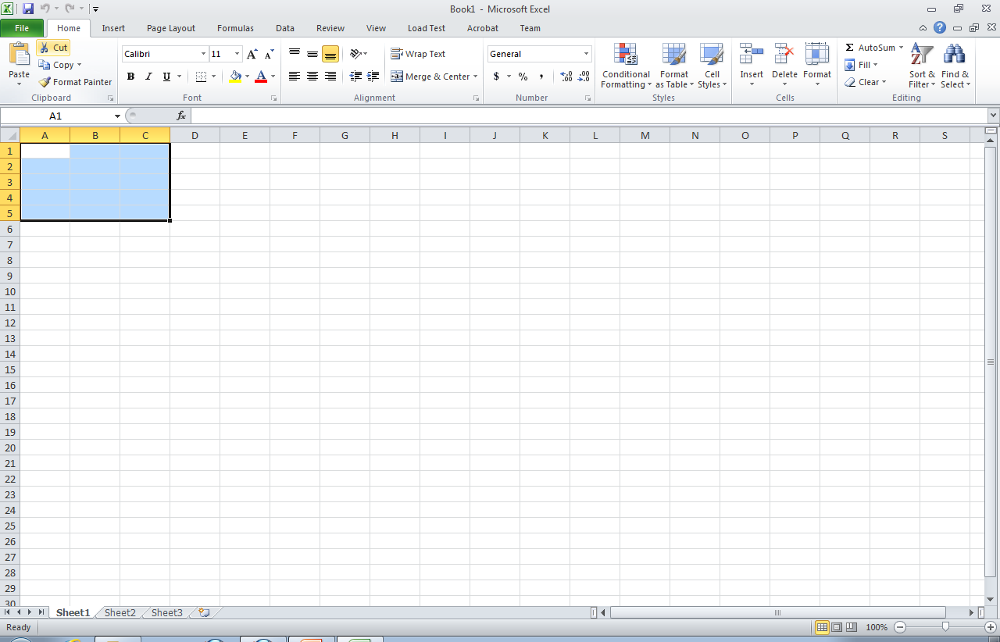 Book1 - Microsoft Excel
File Home Insert Page Layout Formulas Data Review View Load Test Acrobat Team
Paste
Cut
Copy
Format Painter
Clipboard
Calibri 11
B I U
Font
Wrap Text
Merge & Center
Alignment
General
$ % ,
Number
Conditional Formatting
Format as Table
Cell Styles
Styles
Insert Delete Format
Cells
Σ AutoSum
Fill
Clear
Sort & Filter
Find & Select
Editing
A1 fx
A B C D E F G H I J K L M N O P Q R S
1
2
3
4
5
6
7
8
9
10
11
12
13
14
15
16
17
18
19
20
21
22
23
24
25
26
27
28
29
30
Sheet1 Sheet2 Sheet3
Ready 100%